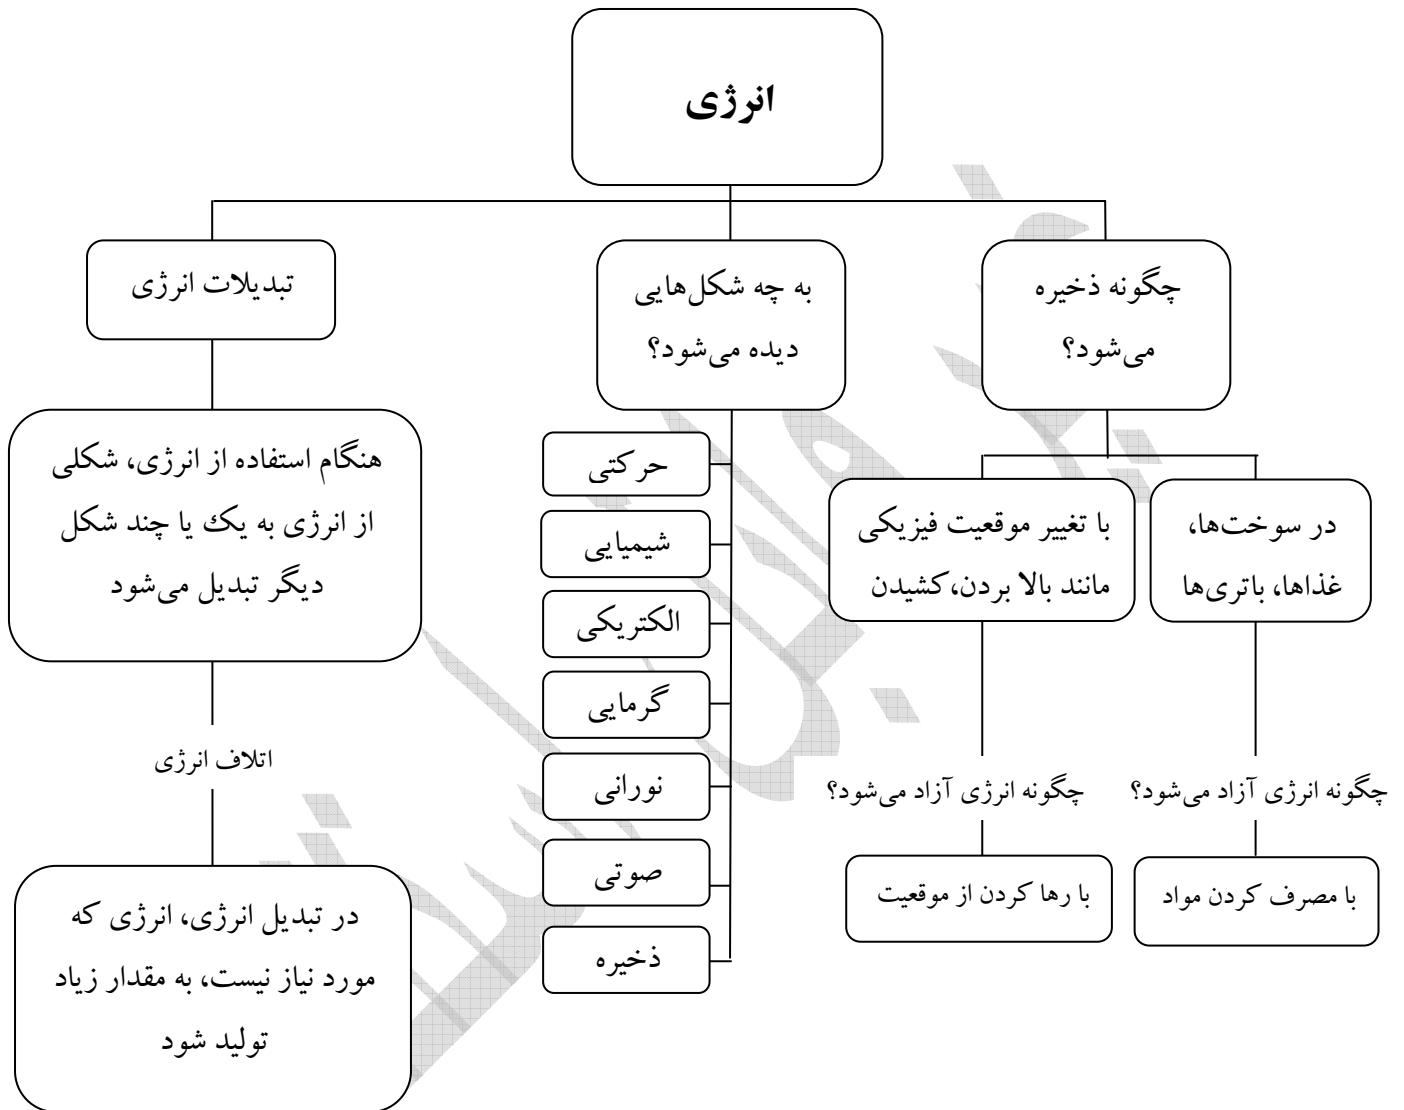 انرژی
چگونه ذخیره
می‌شود؟
به چه شکل‌هایی
دیده می‌شود؟
تبدیلات انرژی
در سوخت‌ها،
غذاها، باتری‌ها
چگونه انرژی آزاد می‌شود؟
با مصرف کردن مواد
با تغییر موقعیت فیزیکی
مانند بالا بردن،کشیدن
چگونه انرژی آزاد می‌شود؟
با رها کردن از موقعیت
حرکتی
شیمیایی
الکتریکی
گرمایی
نورانی
صوتی
ذخیره
هنگام استفاده از انرژی، شکلی
از انرژی به یک یا چند شکل
دیگر تبدیل می‌شود
اتلاف انرژی
در تبدیل انرژی، انرژی که
مورد نیاز نیست، به مقدار زیاد
تولید شود